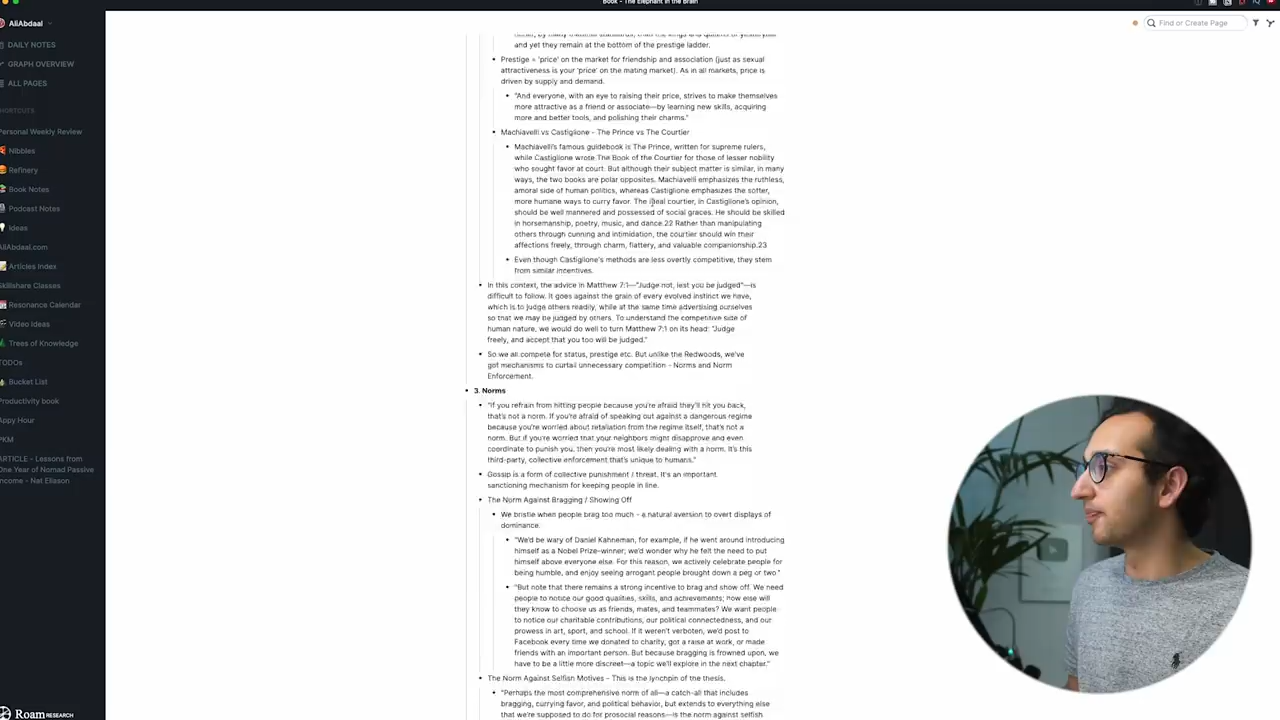 Book - The Elephant in the Brain
AliAbdaal
DAILY NOTES
GRAPH OVERVIEW
ALL PAGES
SHORTCUTS
Personal Weekly Review
Nibbles
Refinery
Book Notes
Podcast Notes
Ideas
AliAbdaal.com
Articles Index
Skillshare Classes
Resonance Calendar
Video Ideas
Trees of Knowledge
TODOs
Bucket List
Productivity book
Appy Hour
PKM
ARTICLE - Lessons from
One Year of Nomad Passive
Income - Nat Eliason
Roam RESEARCH
Find or Create Page
and yet they remain at the bottom of the prestige ladder.
Prestige = 'price' on the market for friendship and association (just as sexual
attractiveness is your 'price' on the mating market). As in all markets, price is
driven by supply and demand.
"And everyone, with an eye to raising their price, strives to make themselves
more attractive as a friend or associate—by learning new skills, acquiring
more and better tools, and polishing their charms."
Machiavelli vs Castiglione - The Prince vs The Courtier
Machiavelli's famous guidebook is The Prince, written for supreme rulers,
while Castiglione wrote The Book of the Courtier for those of lesser nobility
who sought favor at court. But although their subject matter is similar, in many
ways, the two books are polar opposites. Machiavelli emphasizes the ruthless,
amoral side of human politics, whereas Castiglione emphasizes the softer,
more humane ways to curry favor. The ideal courtier, in Castiglione's opinion,
should be well mannered and possessed of social graces. He should be skilled
in horsemanship, poetry, music, and dance.22 Rather than manipulating
others through cunning and intimidation, the courtier should win their
affections freely, through charm, flattery, and valuable companionship.23
Even though Castiglione's methods are less overtly competitive, they stem
from similar incentives.
In this context, the advice in Matthew 7:1—"Judge not, lest you be judged"—is
difficult to follow. It goes against the grain of every evolved instinct we have,
which is to judge others readily, while at the same time advertising ourselves
so that we may be judged by others. To understand the competitive side of
human nature, we would do well to turn Matthew 7:1 on its head: "Judge
freely, and accept that you too will be judged."
So we all compete for status, prestige etc. But unlike the Redwoods, we've
got mechanisms to curtail unnecessary competition - Norms and Norm
Enforcement.
3. Norms
"If you refrain from hitting people because you're afraid they'll hit you back,
that's not a norm. If you're afraid of speaking out against a dangerous regime
because you're worried about retaliation from the regime itself, that's not a
norm. But if you're worried that your neighbors might disapprove and even
coordinate to punish you, then you're most likely dealing with a norm. It's this
third-party, collective enforcement that's unique to humans."
Gossip is a form of collective punishment / threat. It's an important
sanctioning mechanism for keeping people in line.
The Norm Against Bragging / Showing Off
We bristle when people brag too much - a natural aversion to overt displays of
dominance.
"We'd be wary of Daniel Kahneman, for example, if he went around introducing
himself as a Nobel Prize-winner; we'd wonder why he felt the need to put
himself above everyone else. For this reason, we actively celebrate people for
being humble, and enjoy seeing arrogant people brought down a peg or two"
"But note that there remains a strong incentive to brag and show off. We need
people to notice our good qualities, skills, and achievements; how else will
they know to choose us as friends, mates, and teammates? We want people
to notice our charitable contributions, our political connectedness, and our
prowess in art, sport, and school. If it weren't verboten, we'd post to
Facebook every time we donated to charity, got a raise at work, or made
friends with an important person. But because bragging is frowned upon, we
have to be a little more discreet—a topic we'll explore in the next chapter."
The Norm Against Selfish Motives - This is the lynchpin of the thesis.
"Perhaps the most comprehensive norm of all—a catch-all that includes
bragging, currying favor, and political behavior, but extends to everything else
that we're supposed to do for prosocial reasons—is the norm against selfish